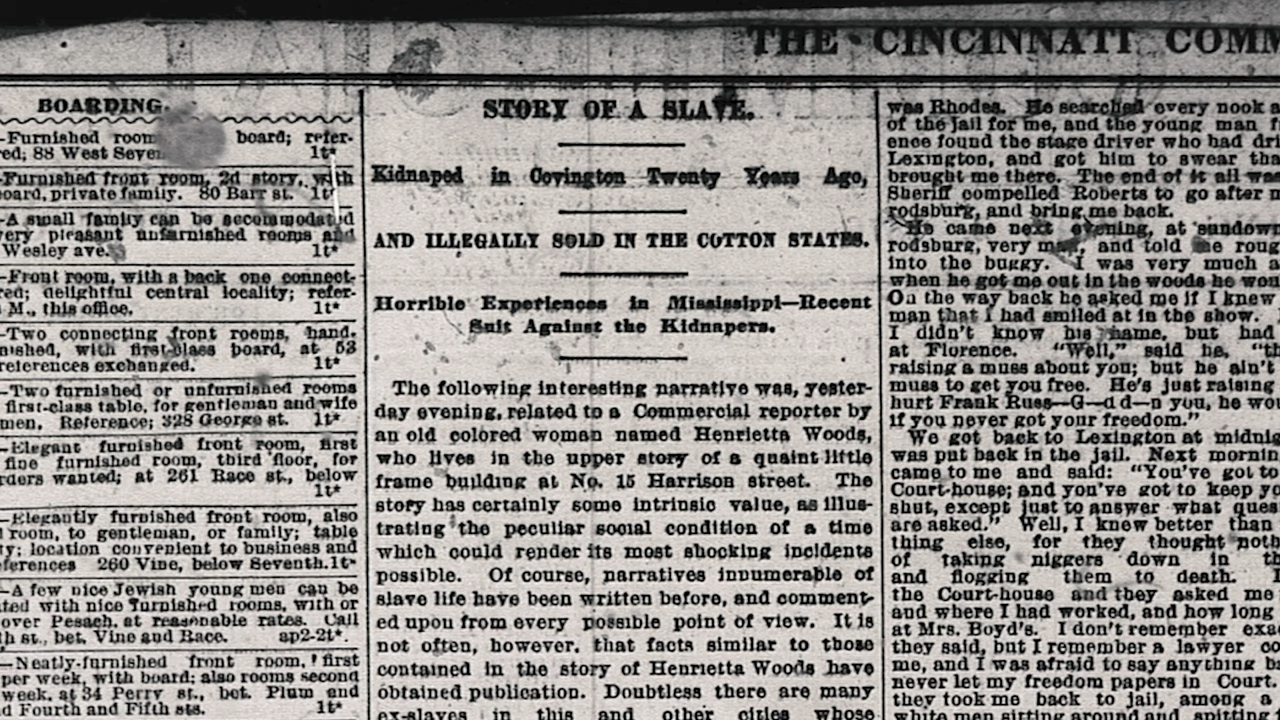 THE CINCINNATI COMM
BOARDING.
-Furnished room board; refer-
ed; 88 West Seven 1t*
-Furnished front room, 2d story, with
board, private family. 80 Barr st. 1t*
-A small family can be accommodated
very pleasant unfurnished rooms and
Wesley ave. 1t*
-Front room, with a back one connect-
red; delightful central locality; refer-
M., this office. 1t*
-Two connecting front rooms, hand-
nished, with first-class board, at 53
references exchanged. 1t*
-Two furnished or unfurnished rooms
first-class table, for gentleman and wife
men. Reference; 328 George st. 1t*
-Elegant furnished front room, first
fine furnished room, third floor, for
rders wanted; at 261 Race st., below
1t*
-Elegantly furnished front room, also
room, to gentleman, or family; table
ty; location convenient to business and
ferences 260 Vine, below Seventh.1t*
-A few nice Jewish young men can be
ted with nice furnished rooms, with or
over Pesach, at reasonable rates. Call
th st., bet. Vine and Race. ap2-2t*.
-Neatly-furnished front room, first
per week, with board; also rooms second
week, at 34 Perry st., bet. Plum and
d Fourth and Fifth sts. 1t*
STORY OF A SLAVE.
Kidnaped in Covington Twenty Years Ago,
AND ILLEGALLY SOLD IN THE COTTON STATES.
Horrible Experiences in Mississippi—Recent
Suit Against the Kidnapers.
The following interesting narrative was, yester-
day evening, related to a Commercial reporter by
an old colored woman named Henrietta Woods,
who lives in the upper story of a quaint little
frame building at No. 15 Harrison street. The
story has certainly some intrinsic value, as illus-
trating the peculiar social condition of a time
which could render its most shocking incidents
possible. Of course, narratives innumerable of
slave life have been written before, and comment-
ed upon from every possible point of view. It is
not often, however, that facts similar to those
contained in the story of Henrietta Woods have
obtained publication. Doubtless there are many
ex-slaves in this and other cities whose
was Rhodes. He searched every nook a
of the jail for me, and the young man f
ence found the stage driver who had dri
Lexington, and got him to swear tha
brought me there. The end of it all was
Sheriff compelled Roberts to go after m
rodsburg, and bring me back.
He came next evening, at sundown
rodsburg, very mad, and told me roug
into the buggy. I was very much a
when he got me out in the woods he wou
On the way back he asked me if I knew
man that I had smiled at in the show.
I didn't know his name, but had
at Florence. "Well," said he, "th
raising a muss about you; but he ain't
muss to get you free. He's just raising
hurt Frank Russ—G—d d—n you, he wou
if you never got your freedom."
We got back to Lexington at midnig
was put back in the jail. Next mornin
came to me and said: "You've got to
Court-house; and you've got to keep yo
shut, except just to answer what ques
are asked." Well, I knew better than
thing else, for they thought noth
of taking niggers down in th
and flogging them to death.
the Court-house and they asked me
and where I had worked, and how long
at Mrs. Boyd's. I don't remember exa
they said, but I remember a lawyer co
me, and I was afraid to say anything b
never let my freedom papers in Court.
they took me back to jail, among a
white men sitting around and spitting